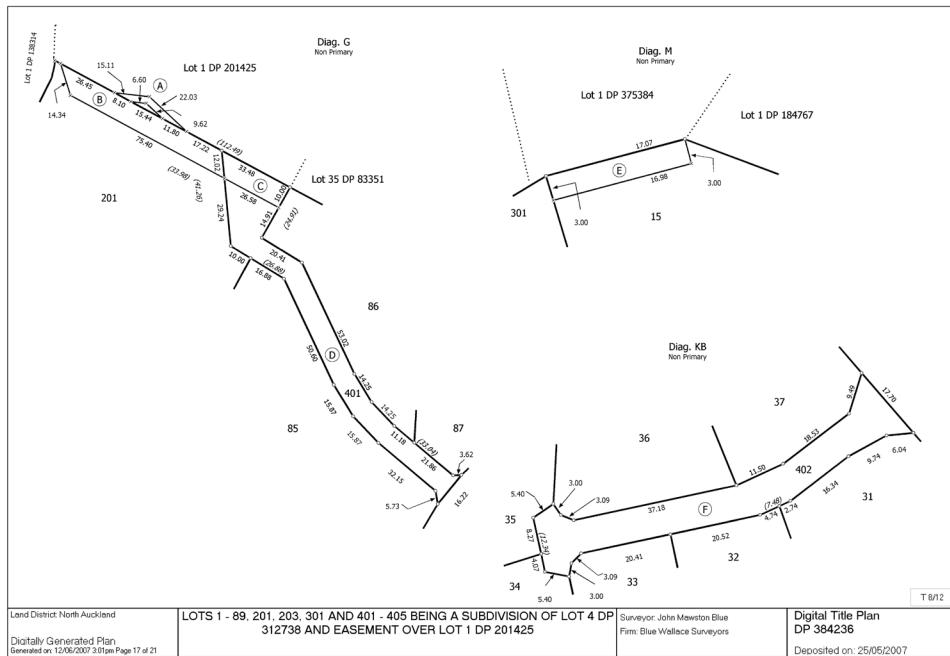 Diag. G
Non Primary
Lot 1 DP 138314
Lot 1 DP 201425
15.11
6.60
A
26.45
22.03
B
8.10
15.44
11.80
9.62
14.34
17.22
(112.49)
75.40
12.02
33.48
(33.98)
(41.26)
C
Lot 35 DP 83351
10.00
26.58
201
29.24
14.91
(24.91)
20.41
10.00
(26.88)
16.88
86
53.02
50.60
D
14.25
401
15.87
14.25
85
15.87
11.18
87
(33.04)
21.86
3.62
32.15
5.73
16.22
Diag. M
Non Primary
Lot 1 DP 375384
Lot 1 DP 184767
17.07
E
16.98
3.00
301
3.00
15
Diag. KB
Non Primary
37
9.49
17.70
18.53
36
11.50
402
9.74
6.04
5.40
3.00
3.09
37.18
F
(7.48)
16.34
31
35
8.27
(12.34)
4.74
2.74
20.52
32
20.41
4.07
34
5.40
3.09
33
3.00
T 8/12
Land District: North Auckland
Digitally Generated Plan
Generated on: 12/06/2007 3:01pm Page 17 of 21
LOTS 1 - 89, 201, 203, 301 AND 401 - 405 BEING A SUBDIVISION OF LOT 4 DP
312738 AND EASEMENT OVER LOT 1 DP 201425
Surveyor: John Mawston Blue
Firm: Blue Wallace Surveyors
Digital Title Plan
DP 384236
Deposited on: 25/05/2007